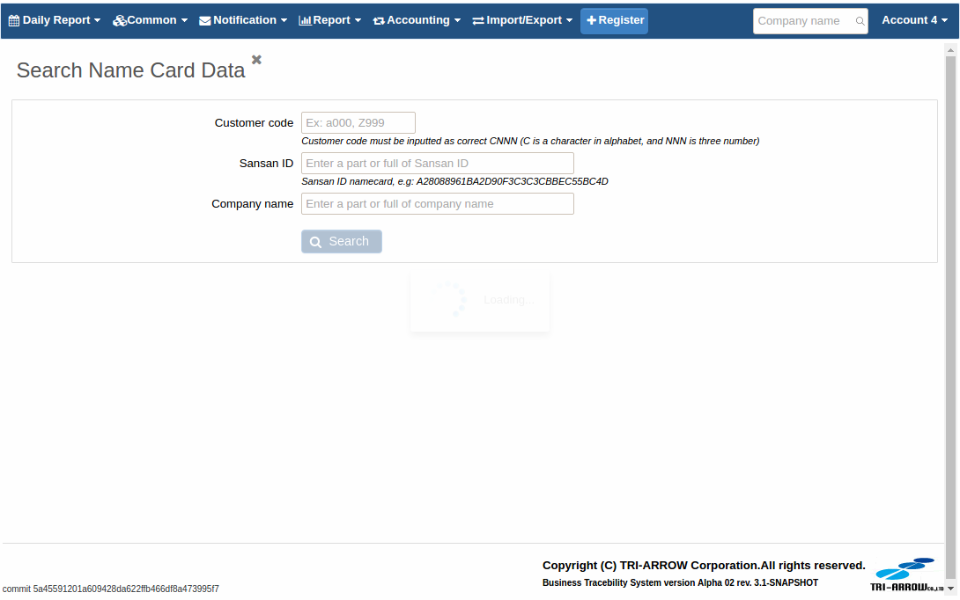 Daily Report Common Notification Report Accounting Import/Export Register Company name Account 4
Search Name Card Data
Customer code Ex: a000, Z999
Customer code must be inputted as correct CNNN (C is a character in alphabet, and NNN is three number)
Sansan ID Enter a part or full of Sansan ID
Sansan ID namecard, e.g: A28088961BA2D90F3C3C3CBBEC55BC4D
Company name Enter a part or full of company name
Search
Loading...
Copyright (C) TRI-ARROW Corporation.All rights reserved.
Business Tracebility System version Alpha 02 rev. 3.1-SNAPSHOT
TRI-ARROW CO.,LTD
commit 5a45591201a609428da622ffb466df8a473995f7